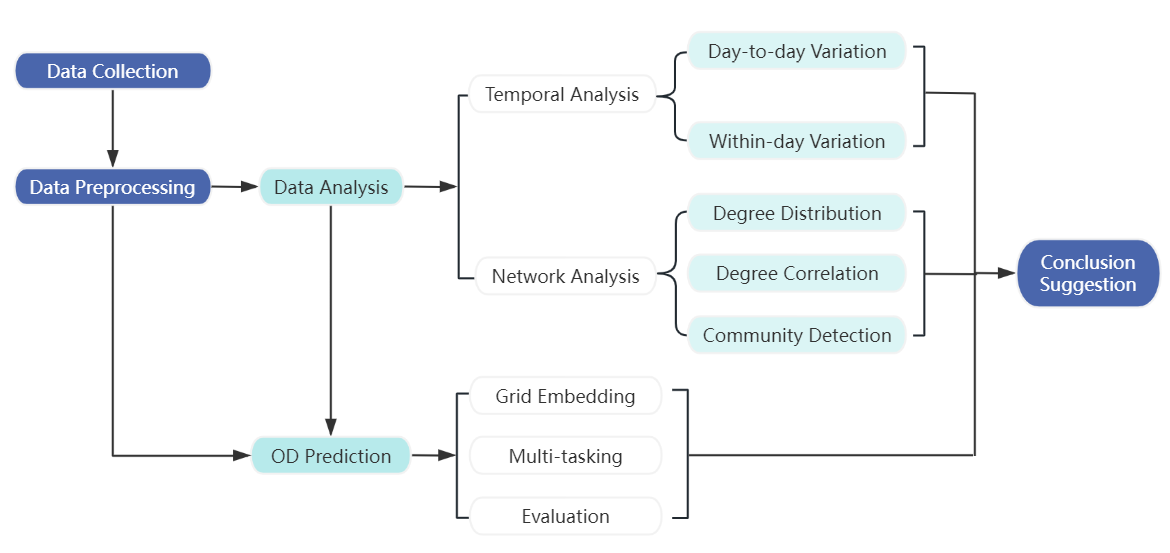 Data Collection
Data Preprocessing
Data Analysis
OD Prediction
Temporal Analysis
Network Analysis
Day-to-day Variation
Within-day Variation
Degree Distribution
Degree Correlation
Community Detection
Grid Embedding
Multi-tasking
Evaluation
Conclusion
Suggestion